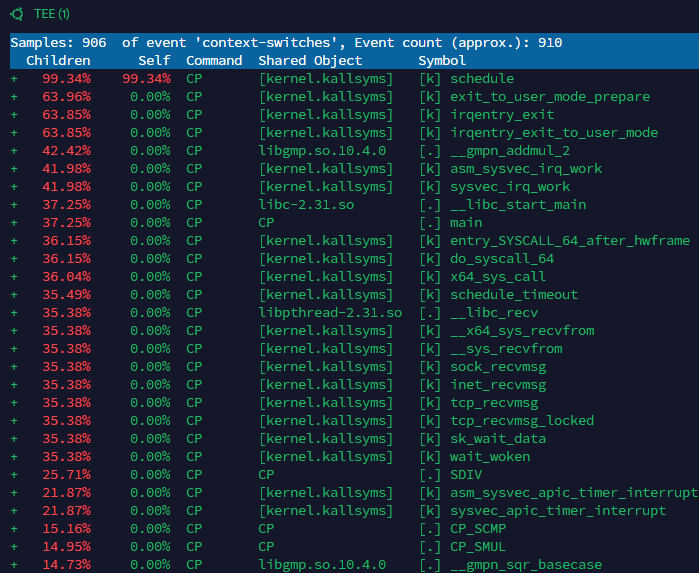 TEE (1)
Samples: 906  of event 'context-switches', Event count (approx.): 910
  Children      Self  Command  Shared Object       Symbol
+   99.34%    99.34%  CP       [kernel.kallsyms]   [k] schedule
+   63.96%     0.00%  CP       [kernel.kallsyms]   [k] exit_to_user_mode_prepare
+   63.85%     0.00%  CP       [kernel.kallsyms]   [k] irqentry_exit
+   63.85%     0.00%  CP       [kernel.kallsyms]   [k] irqentry_exit_to_user_mode
+   42.42%     0.00%  CP       libgmp.so.10.4.0    [.] __gmpn_addmul_2
+   41.98%     0.00%  CP       [kernel.kallsyms]   [k] asm_sysvec_irq_work
+   41.98%     0.00%  CP       [kernel.kallsyms]   [k] sysvec_irq_work
+   37.25%     0.00%  CP       libc-2.31.so        [.] __libc_start_main
+   37.25%     0.00%  CP       CP                  [.] main
+   36.15%     0.00%  CP       [kernel.kallsyms]   [k] entry_SYSCALL_64_after_hwframe
+   36.15%     0.00%  CP       [kernel.kallsyms]   [k] do_syscall_64
+   36.04%     0.00%  CP       [kernel.kallsyms]   [k] x64_sys_call
+   35.49%     0.00%  CP       [kernel.kallsyms]   [k] schedule_timeout
+   35.38%     0.00%  CP       libpthread-2.31.so  [.] __libc_recv
+   35.38%     0.00%  CP       [kernel.kallsyms]   [k] __x64_sys_recvfrom
+   35.38%     0.00%  CP       [kernel.kallsyms]   [k] __sys_recvfrom
+   35.38%     0.00%  CP       [kernel.kallsyms]   [k] sock_recvmsg
+   35.38%     0.00%  CP       [kernel.kallsyms]   [k] inet_recvmsg
+   35.38%     0.00%  CP       [kernel.kallsyms]   [k] tcp_recvmsg
+   35.38%     0.00%  CP       [kernel.kallsyms]   [k] tcp_recvmsg_locked
+   35.38%     0.00%  CP       [kernel.kallsyms]   [k] sk_wait_data
+   35.38%     0.00%  CP       [kernel.kallsyms]   [k] wait_woken
+   25.71%     0.00%  CP       CP                  [.] SDIV
+   21.87%     0.00%  CP       [kernel.kallsyms]   [k] asm_sysvec_apic_timer_interrupt
+   21.87%     0.00%  CP       [kernel.kallsyms]   [k] sysvec_apic_timer_interrupt
+   15.16%     0.00%  CP       CP                  [.] CP_SCMP
+   14.95%     0.00%  CP       CP                  [.] CP_SMUL
+   14.73%     0.00%  CP       libgmp.so.10.4.0    [.] __gmpn_sqr_basecase